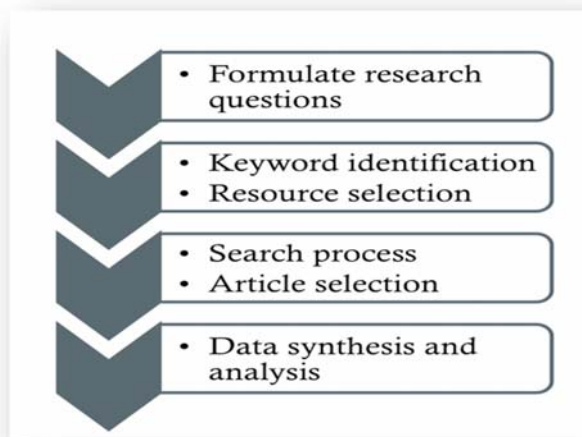 • Formulate research
questions
• Keyword identification
• Resource selection
• Search process
• Article selection
• Data synthesis and
analysis